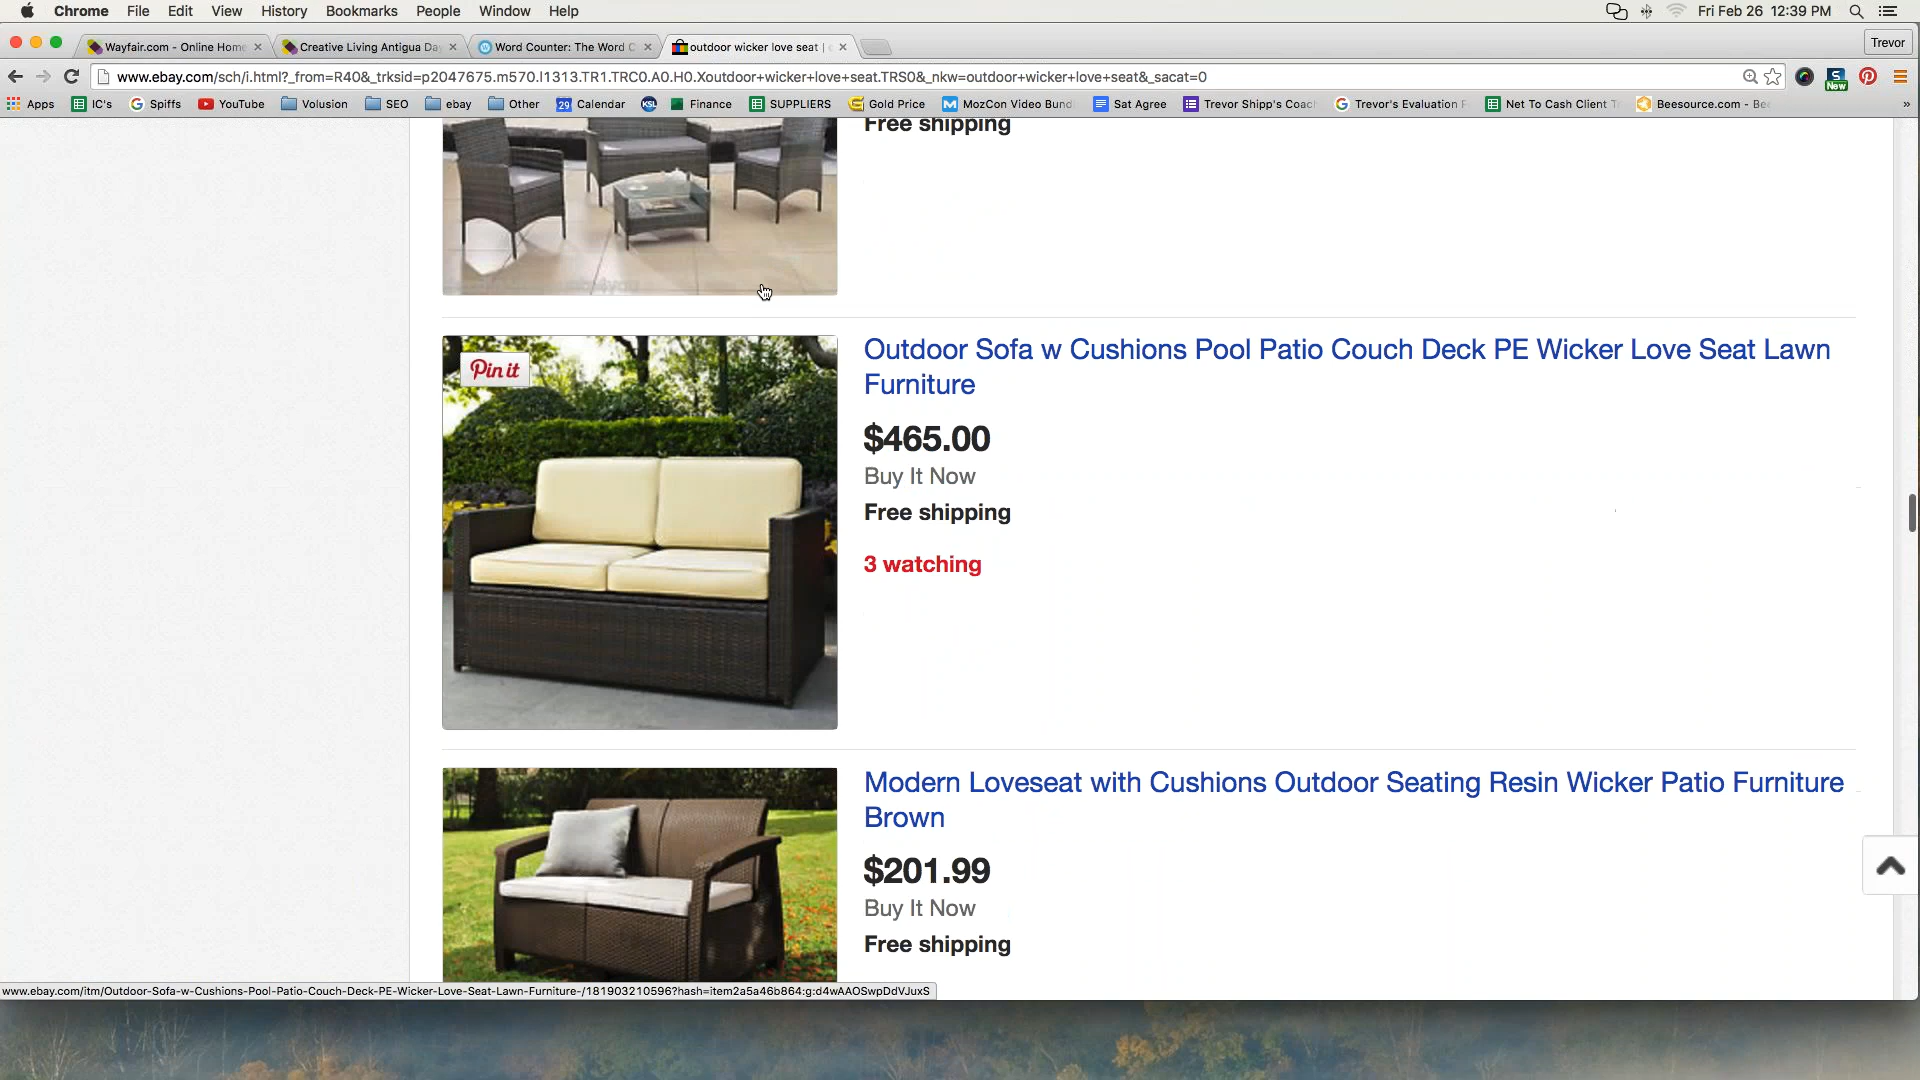 Chrome File Edit View History Bookmarks People Window Help Fri Feb 26 12:39 PM
Wayfair.com - Online Home Creative Living Antigua Da Word Counter: The Word C outdoor wicker love seat | Trevor
www.ebay.com/sch/i.html?_from=R40&_trksid=p2047675.m570.l1313.TR1.TRC0.A0.H0.Xoutdoor+wicker+love+seat.TRS0&_nkw=outdoor+wicker+love+seat&_sacat=0 New
Apps IC's Spiffs YouTube Volusion SEO ebay Other 29 Calendar KSL Finance SUPPLIERS Gold Price MozCon Video Bund Sat Agree Trevor Shipp's Coac Trevor's Evaluation F Net To Cash Client T Beesource.com - Bee »
Free shipping
Pin it
Outdoor Sofa w Cushions Pool Patio Couch Deck PE Wicker Love Seat Lawn
Furniture
$465.00
Buy It Now
Free shipping
3 watching
Modern Loveseat with Cushions Outdoor Seating Resin Wicker Patio Furniture
Brown
$201.99
Buy It Now
Free shipping
www.ebay.com/itm/Outdoor-Sofa-w-Cushions-Pool-Patio-Couch-Deck-PE-Wicker-Love-Seat-Lawn-Furniture-/181903210596?hash=item2a5a46b864:g:d4wAAOSwpDdVJuxS